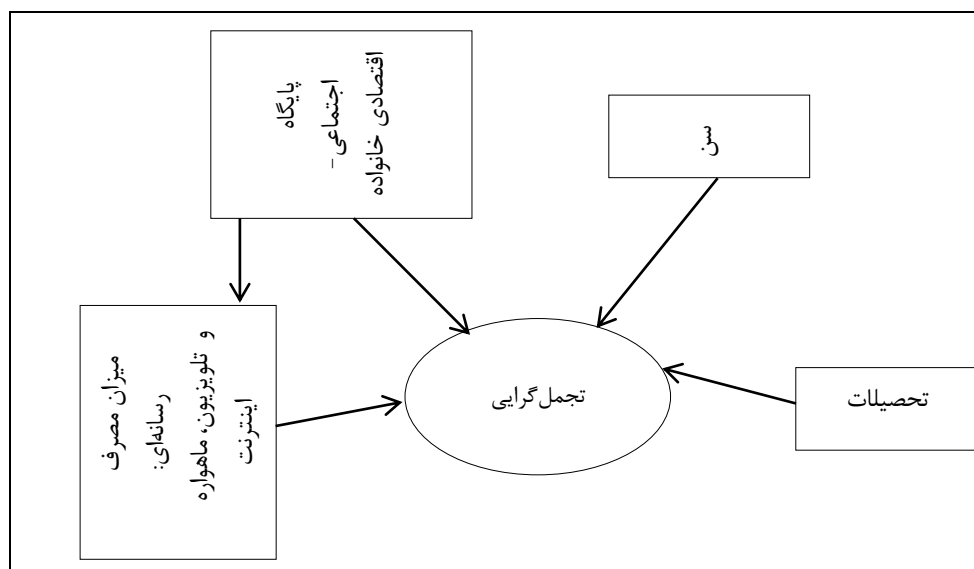 پایگاه
اجتماعی -
اقتصادی خانواده
سن
میزان مصرف
رسانه‌ای:
تلویزیون، ماهواره و
اینترنت
تجمل‌گرایی
تحصیلات